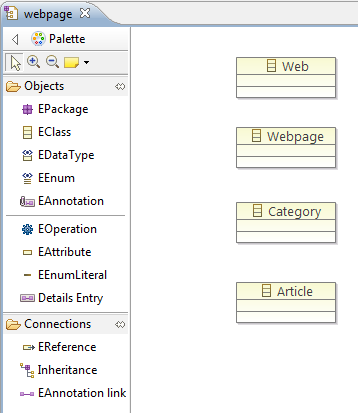 webpage
Palette
Objects
EPackage
EClass
EDataType
EEnum
EAnnotation
EOperation
EAttribute
EEnumLiteral
Details Entry
Connections
EReference
Inheritance
EAnnotation link
Web
Webpage
Category
Article